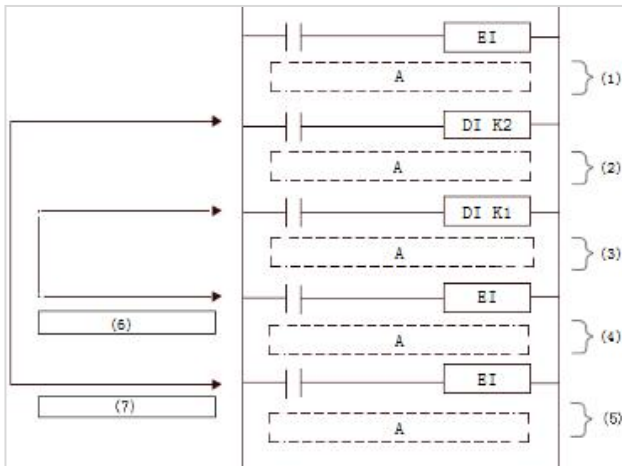 EI
A
(1)
DI K2
A
(2)
DI K1
A
(3)
EI
(6)
A
(4)
EI
(7)
A
(5)